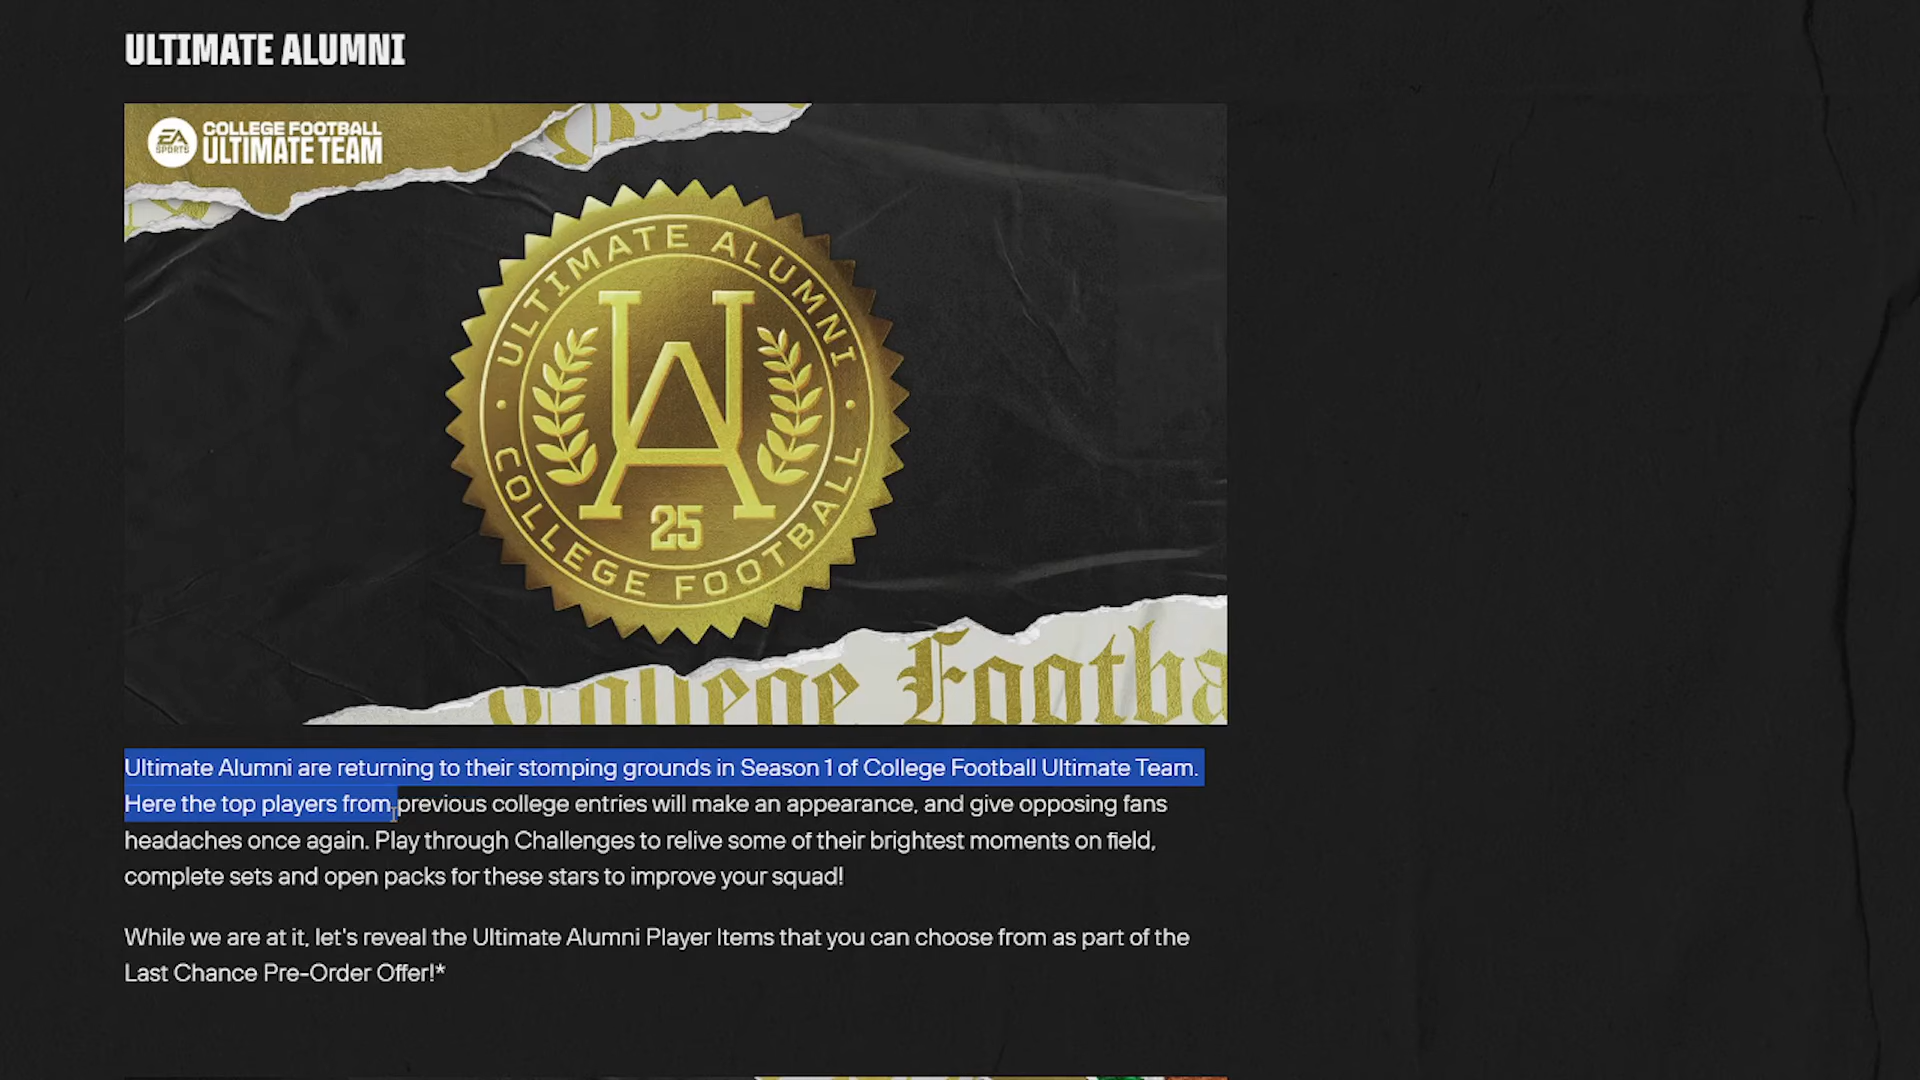 ULTIMATE ALUMNI
EA
SPORTS
COLLEGE FOOTBALL
ULTIMATE TEAM
ULTIMATE ALUMNI
UA
25
COLLEGE FOOTBALL
College Footba
Ultimate Alumni are returning to their stomping grounds in Season 1 of College Football Ultimate Team.
Here the top players from previous college entries will make an appearance, and give opposing fans
headaches once again. Play through Challenges to relive some of their brightest moments on field,
complete sets and open packs for these stars to improve your squad!
While we are at it, let's reveal the Ultimate Alumni Player Items that you can choose from as part of the
Last Chance Pre-Order Offer!*